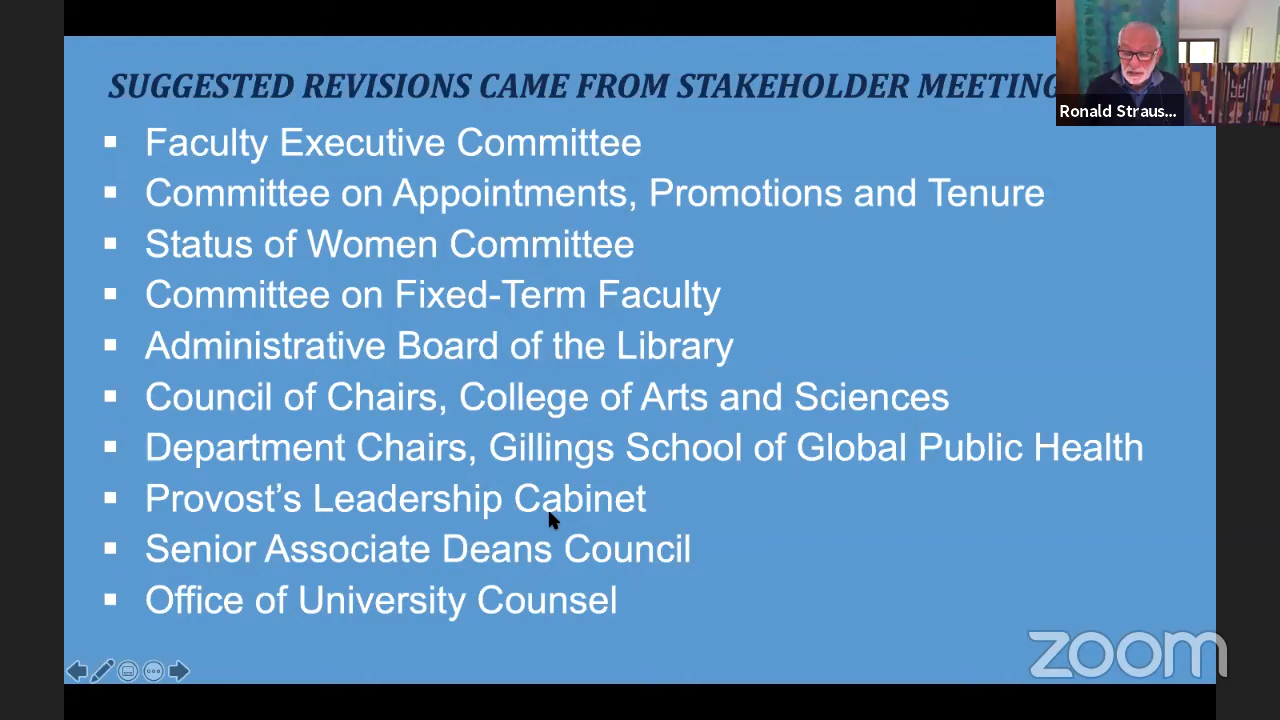 SUGGESTED REVISIONS CAME FROM STAKEHOLDER MEETING
Ronald Straus...
▪ Faculty Executive Committee
▪ Committee on Appointments, Promotions and Tenure
▪ Status of Women Committee
▪ Committee on Fixed-Term Faculty
▪ Administrative Board of the Library
▪ Council of Chairs, College of Arts and Sciences
▪ Department Chairs, Gillings School of Global Public Health
▪ Provost’s Leadership Cabinet
▪ Senior Associate Deans Council
▪ Office of University Counsel
zoom